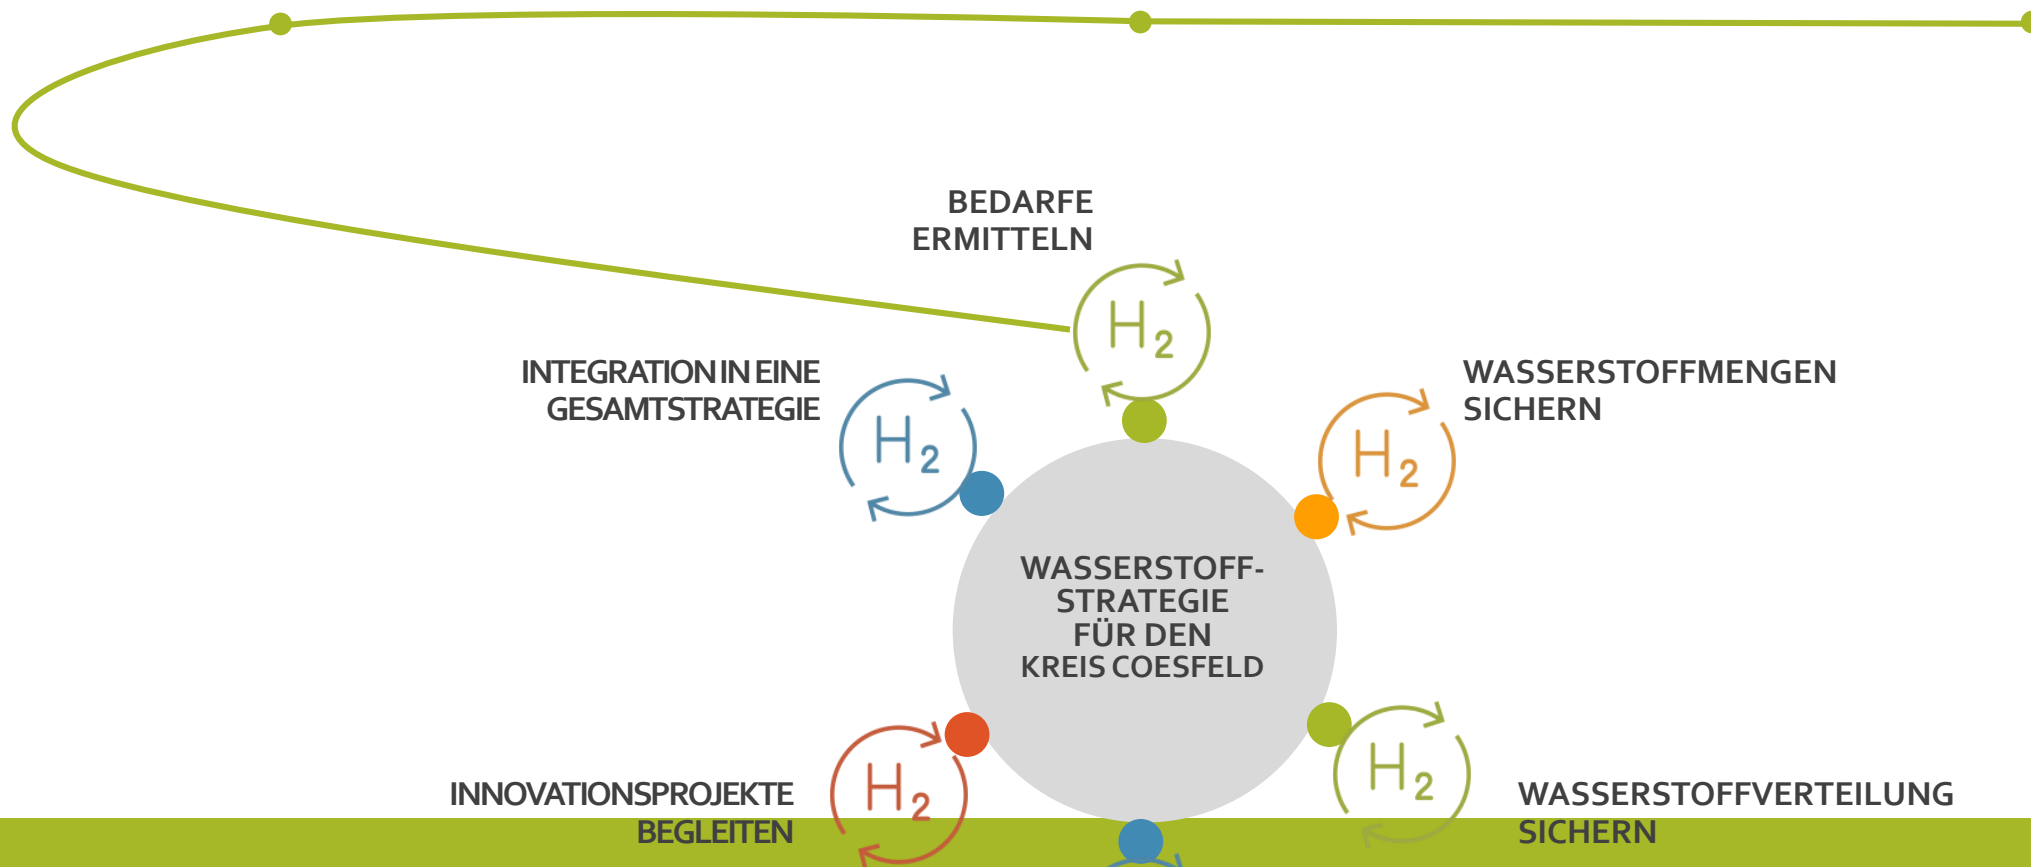 BEDARFE
ERMITTELN
H2
INTEGRATION IN EINE
GESAMTSTRATEGIE
H2
WASSERSTOFFMENGEN
SICHERN
H2
WASSERSTOFF-
STRATEGIE
FÜR DEN
KREIS COESFELD
INNOVATIONSPROJEKTE
BEGLEITEN
H2
WASSERSTOFFVERTEILUNG
SICHERN
H2